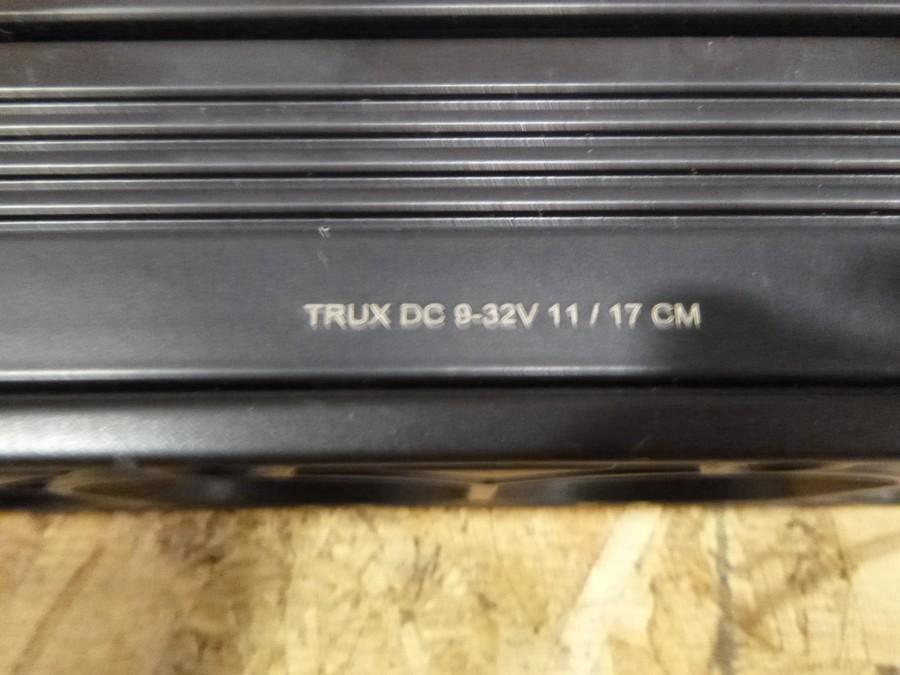 TRUX DC 9-32V 11 / 17 CM